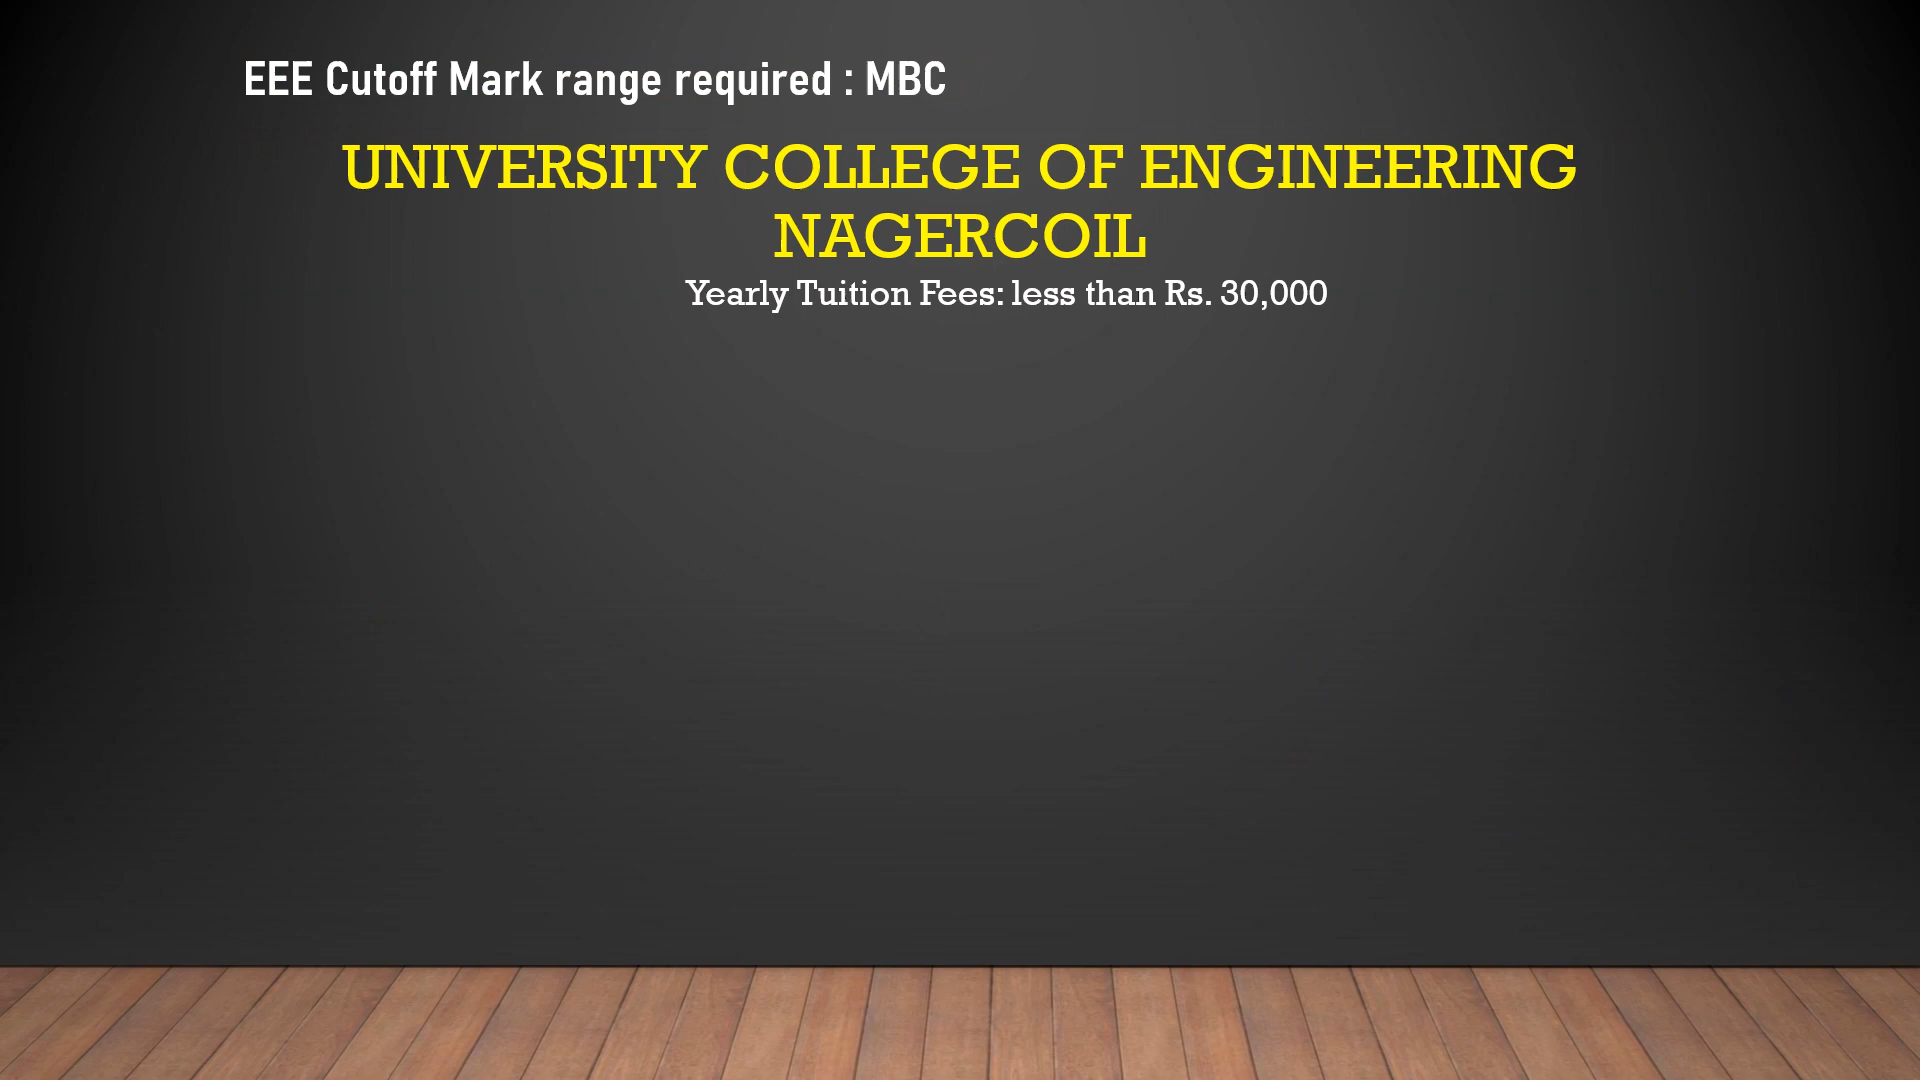 EEE Cutoff Mark range required : MBC
UNIVERSITY COLLEGE OF ENGINEERING
NAGERCOIL
Yearly Tuition Fees: less than Rs. 30,000